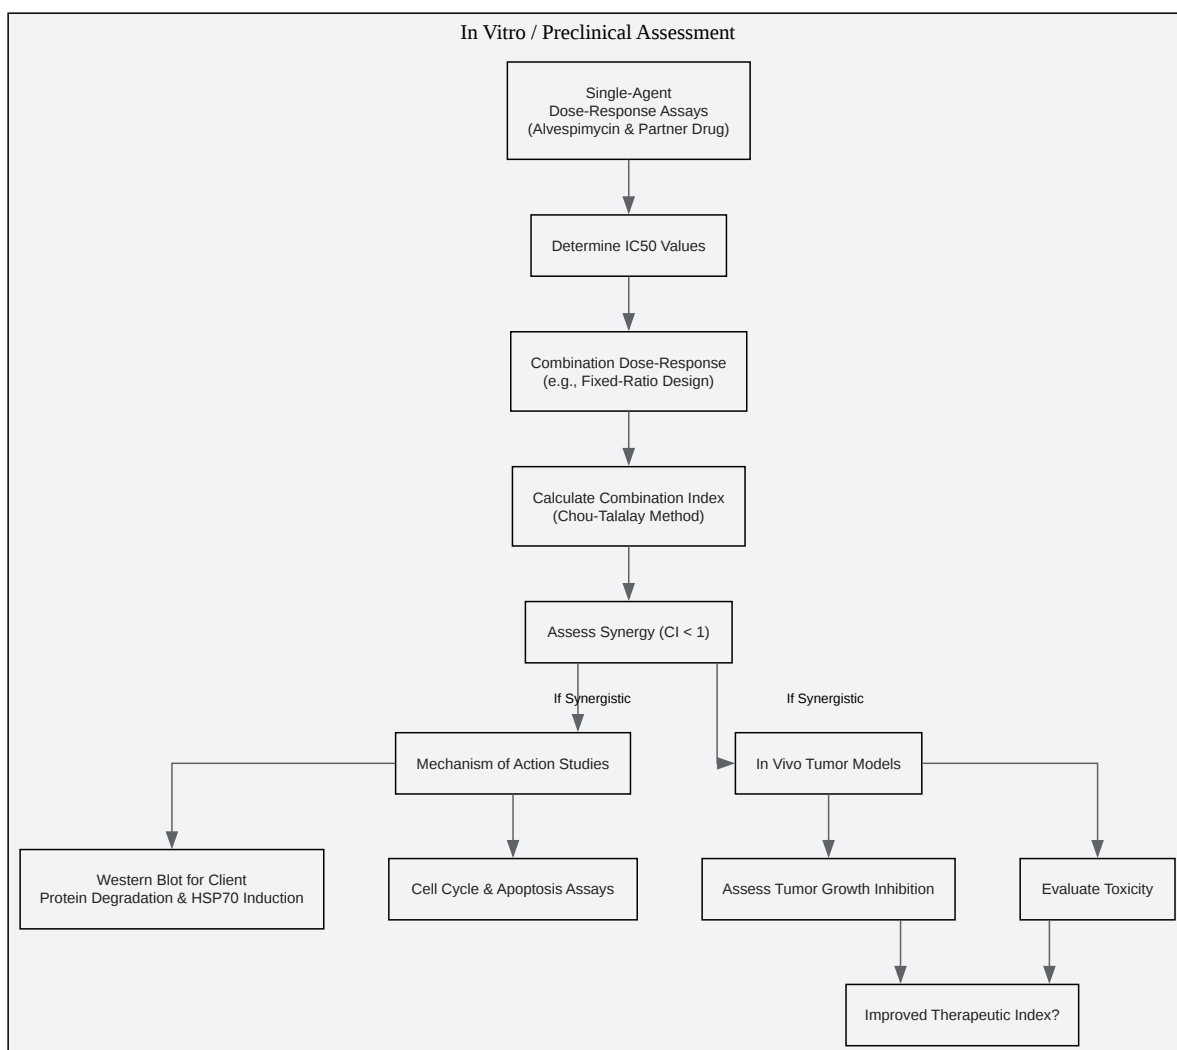 In Vitro / Preclinical Assessment
Single-Agent
Dose-Response Assays
(Alvespimycin & Partner Drug)
Determine IC50 Values
Combination Dose-Response
(e.g., Fixed-Ratio Design)
Calculate Combination Index
(Chou-Talalay Method)
Assess Synergy (CI < 1)
If Synergistic
If Synergistic
Mechanism of Action Studies
In Vivo Tumor Models
Western Blot for Client
Protein Degradation & HSP70 Induction
Cell Cycle & Apoptosis Assays
Assess Tumor Growth Inhibition
Evaluate Toxicity
Improved Therapeutic Index?